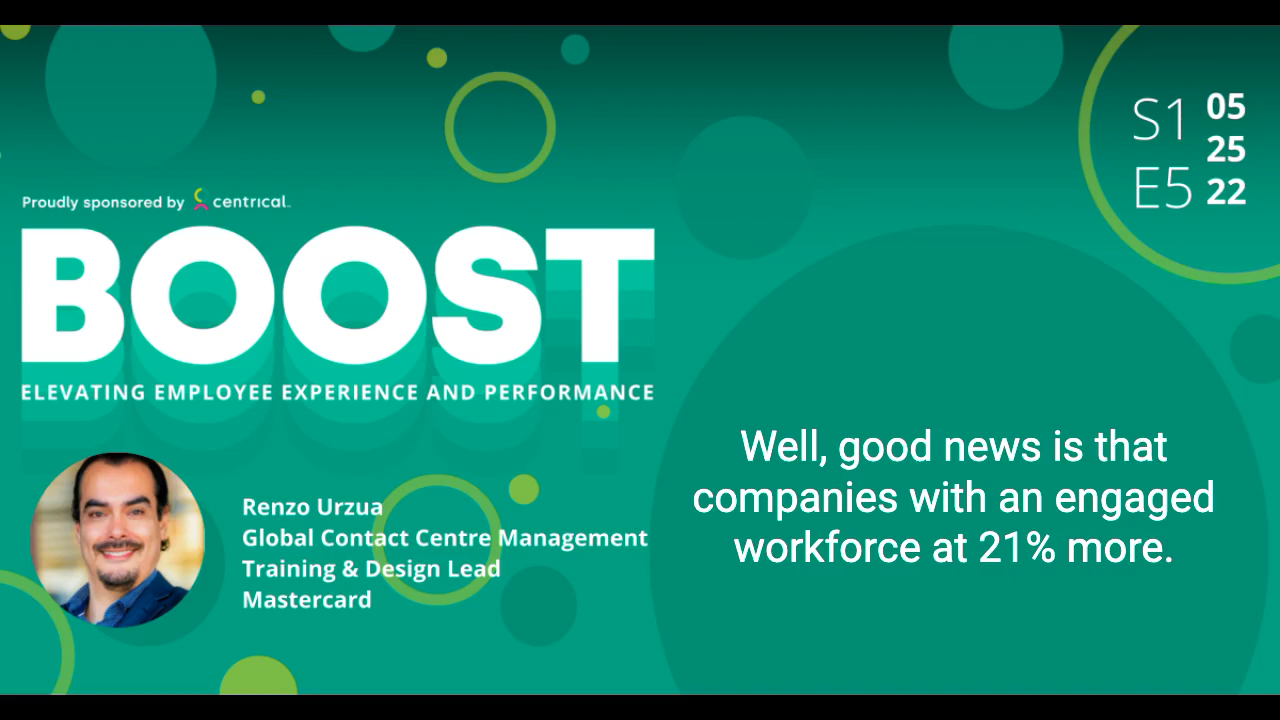 Proudly sponsored by centrical
BOOST
ELEVATING EMPLOYEE EXPERIENCE AND PERFORMANCE
Renzo Urzua
Global Contact Centre Management
Training & Design Lead
Mastercard
S1 05
25
E5 22
Well, good news is that
companies with an engaged
workforce at 21% more.